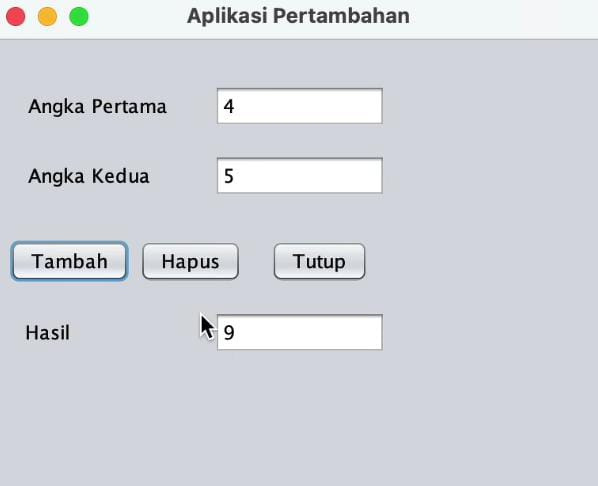 Aplikasi Pertambahan
Angka Pertama 4
Angka Kedua 5
Tambah Hapus Tutup
Hasil 9